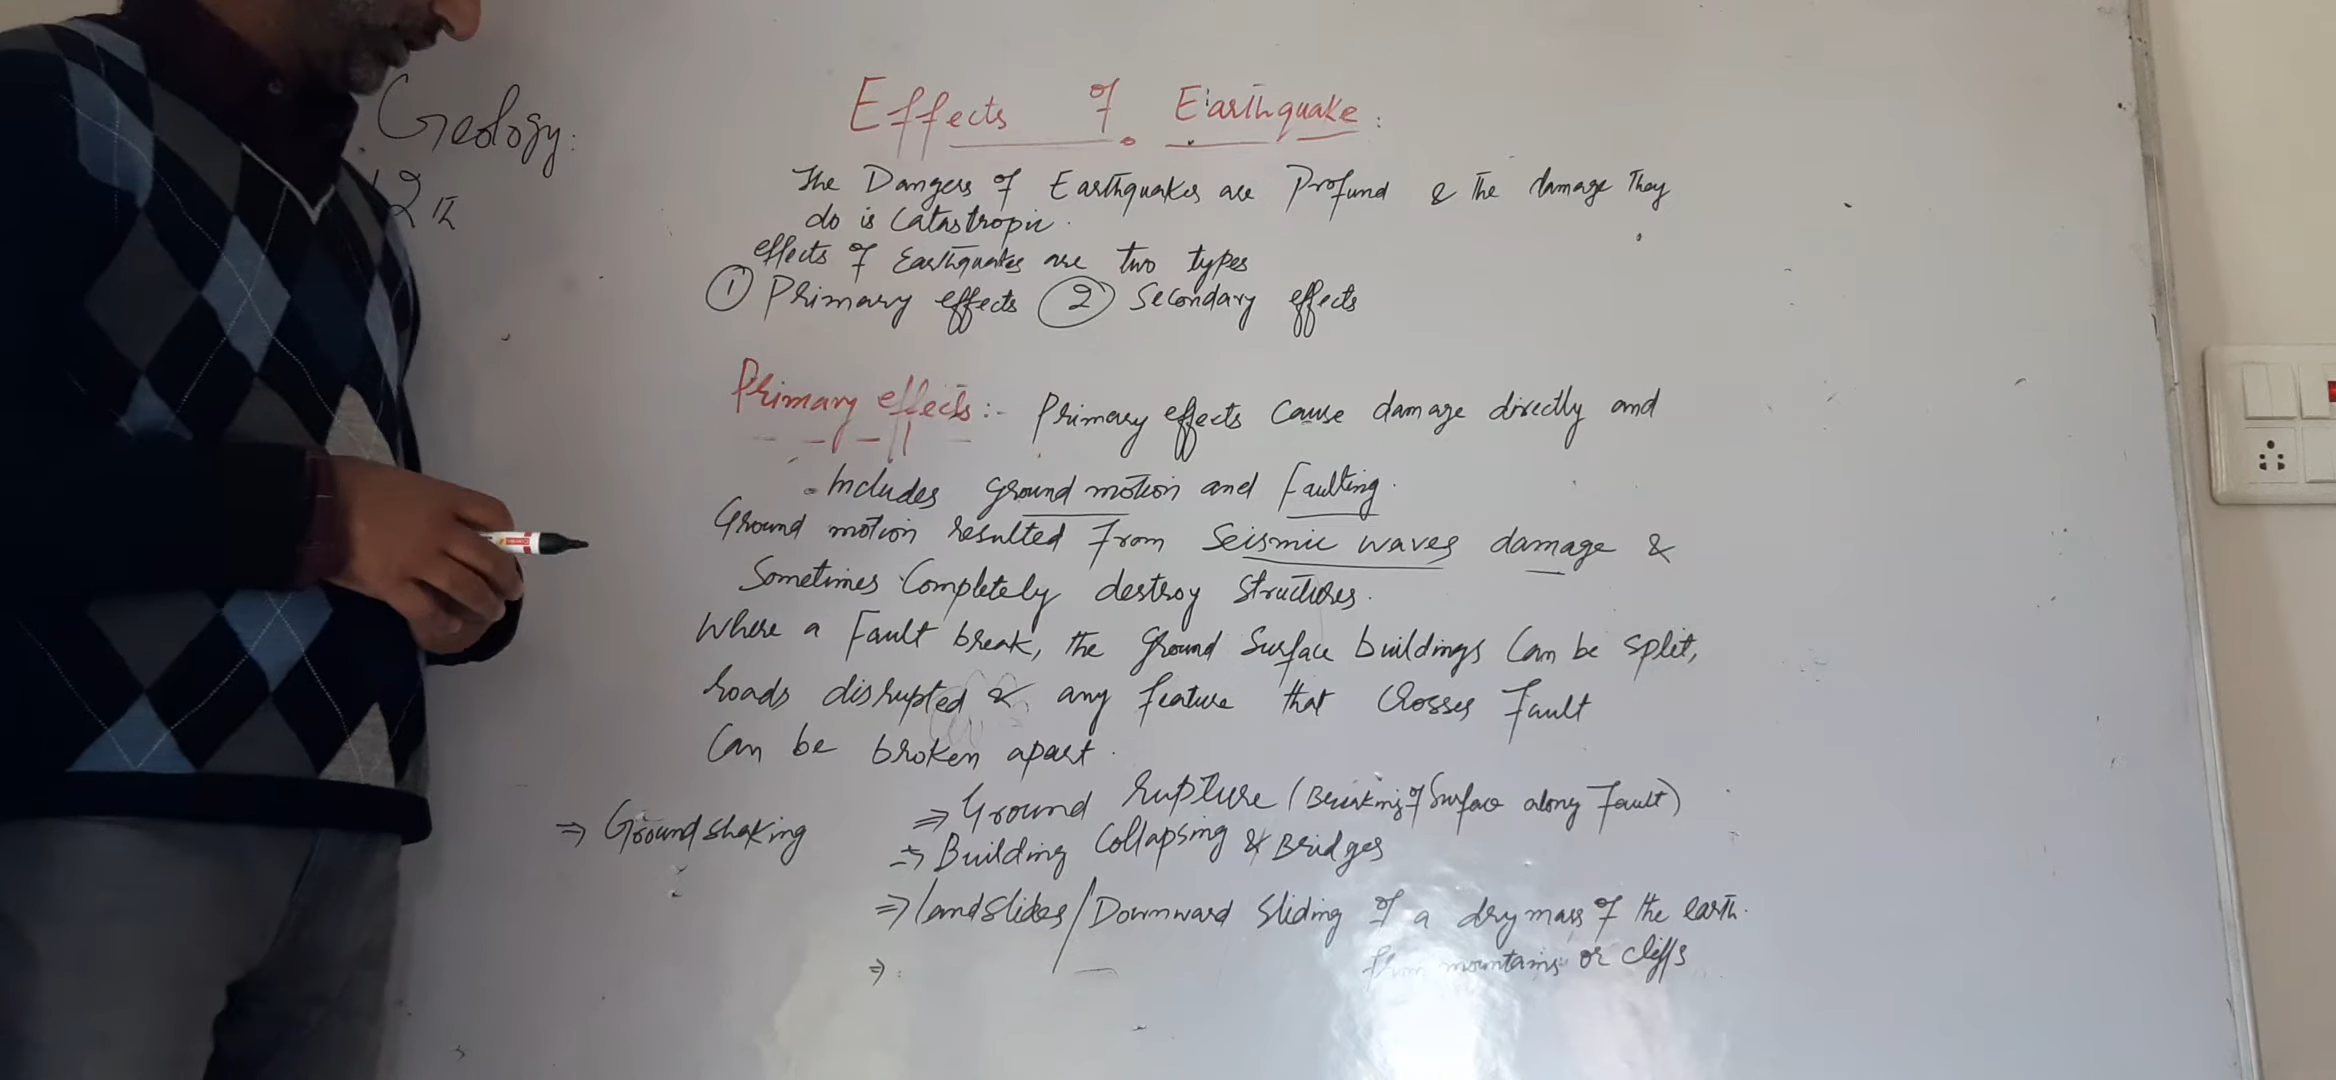 Geology:
12th
Effects of Earthquake:
The Dangers of Earthquakes are Profund & The damage They
do is Catastropic.
effects of Earthquakes are two types
① Primary effects ② Secondary effects
Primary effects:- Primary effects cause damage directly and
Includes ground motion and Faulting.
Ground motion resulted From Seismic waves damage &
Sometimes Completely destroy Structures.
Where a Fault break, the ground Surface buildings Can be split,
roads disrupted & any feature that Crosses Fault
Can be broken apart.
⇒ Ground shaking ⇒ Ground rupture (Breaking of Surface along Fault)
⇒ Building Collapsing & Bridges
⇒ landslides/Downward Sliding of a dry mass of the earth.
from mountains or cliffs
⇒